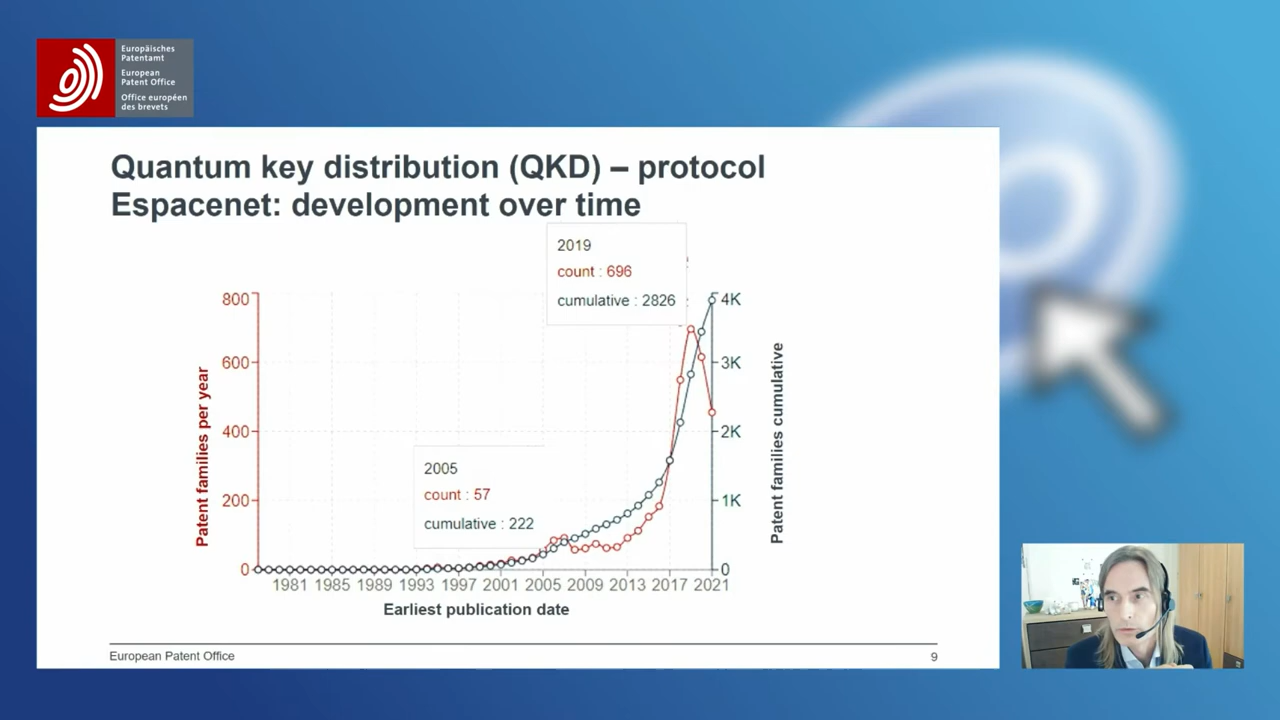 Europäisches
Patentamt
European
Patent Office
Office européen
des brevets
Quantum key distribution (QKD) – protocol
Espacenet: development over time
2019
count : 696
cumulative : 2826
2005
count : 57
cumulative : 222
Patent families per year
800
600
400
200
0
4K
3K
2K
1K
0
Patent families cumulative
1981 1985 1989 1993 1997 2001 2005 2009 2013 2017 2021
Earliest publication date
European Patent Office
9